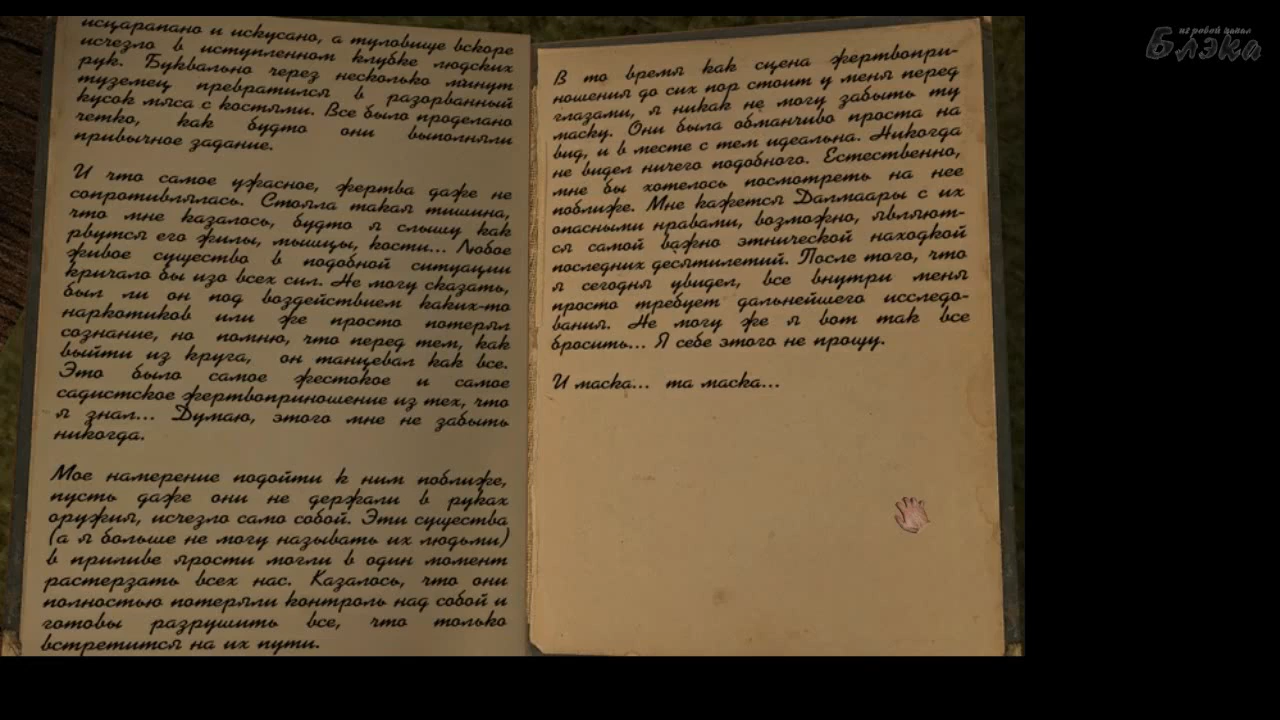 исцарапано и искусано, а туловище вскоре
исчезло в иступленном клубке людских
рук. Буквально через несколько минут
туземец превратился в разорванный
кусок мяса с костями. Все было проделано
четко, как будто они выполняли
привычное задание.
И что самое ужасное, жертва даже не
сопротивлялась. Стояла такая тишина,
что мне казалось, будто я слышу как
рвутся его жилы, мышцы, кости... Любое
живое существо в подобной ситуации
кричало бы изо всех сил. Не могу сказать,
был ли он под воздействием каких-то
наркотиков или же просто потерял
сознание, но помню, что перед тем, как
выйти из круга, он танцевал как все.
Это было самое жестокое и самое
садистское жертвоприношение из тех, что
я знал... Думаю, этого мне не забыть
никогда.
Мое намерение подойти к ним поближе,
пусть даже они не держали в руках
оружия, исчезло само собой. Эти существа
(а я больше не могу называть их людьми)
в приливе ярости могли в один момент
растерзать всех нас. Казалось, что они
полностью потеряли контроль над собой и
готовы разрушить все, что только
встретится на их пути.
В то время как сцена жертвопри-
ношения до сих пор стоит у меня перед
глазами, я никак не могу забыть ту
маску. Они была обманчиво проста на
вид, и в месте с тем идеальна. Никогда
не видел ничего подобного. Естественно,
мне бы хотелось посмотреть на нее
поближе. Мне кажется Далмаары с их
опасными нравами, возможно, являют-
ся самой важно этнической находкой
последних десятилетий. После того, что
я сегодня увидел, все внутри меня
просто требует дальнейшего исследо-
вания. Не могу же я вот так все
бросить... Я себе этого не прощу.
И маска... та маска...
игровой канал
Блэка